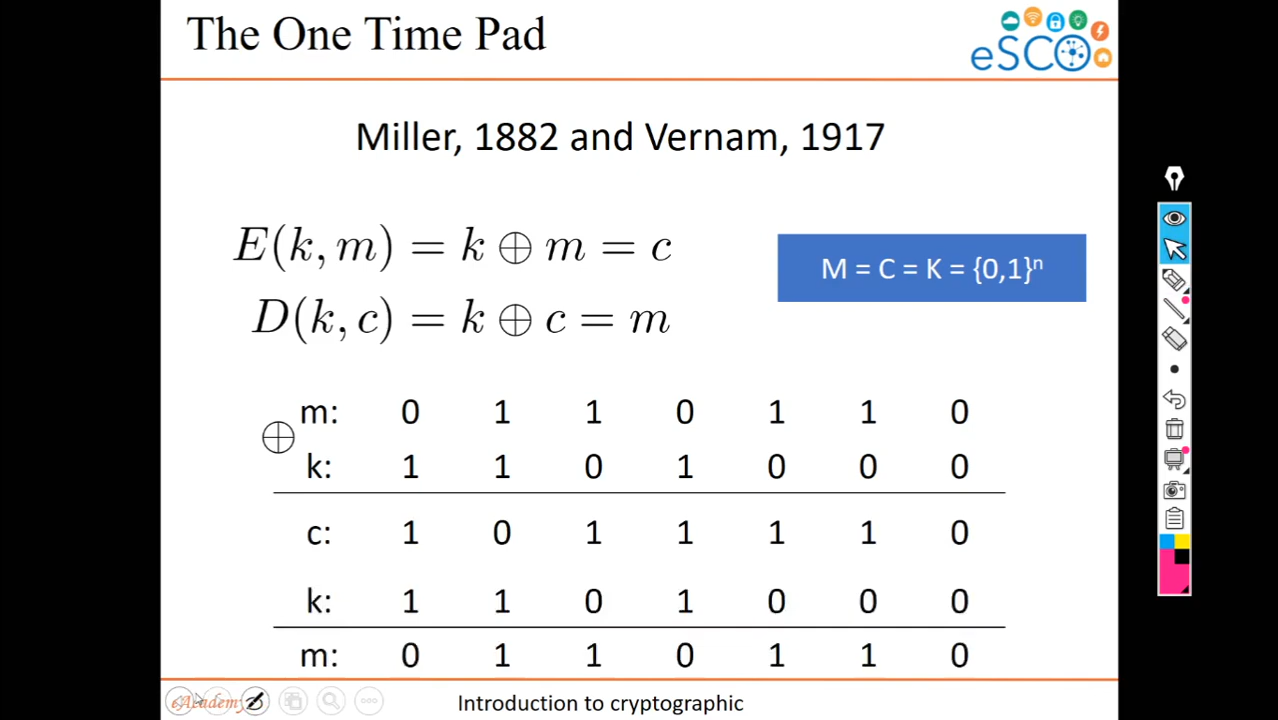 The One Time Pad
eSCO
Miller, 1882 and Vernam, 1917
E(k, m) = k ⊕ m = c
M = C = K = {0,1}ⁿ
D(k, c) = k ⊕ c = m
m: 0 1 1 0 1 1 0
⊕
k: 1 1 0 1 0 0 0
c: 1 0 1 1 1 1 0
k: 1 1 0 1 0 0 0
m: 0 1 1 0 1 1 0
eAcademy
Introduction to cryptographic